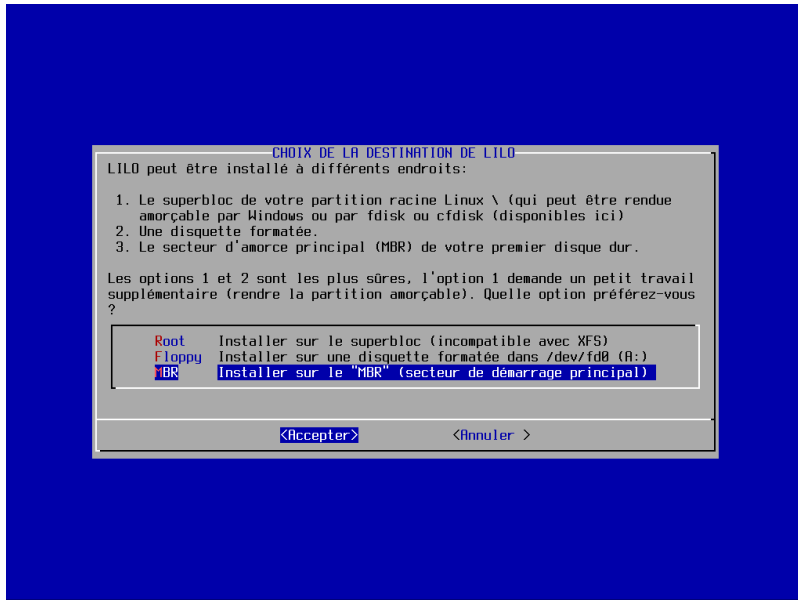 CHOIX DE LA DESTINATION DE LILO
LILO peut être installé à différents endroits:
1. Le superbloc de votre partition racine Linux \ (qui peut être rendue
amorçable par Windows ou par fdisk ou cfdisk (disponibles ici)
2. Une disquette formatée.
3. Le secteur d'amorce principal (MBR) de votre premier disque dur.
Les options 1 et 2 sont les plus sûres, l'option 1 demande un petit travail
supplémentaire (rendre la partition amorçable). Quelle option préférez-vous
?
Root Installer sur le superbloc (incompatible avec XFS)
Floppy Installer sur une disquette formatée dans /dev/fd0 (A:)
MBR Installer sur le "MBR" (secteur de démarrage principal)
<Accepter> <Annuler >